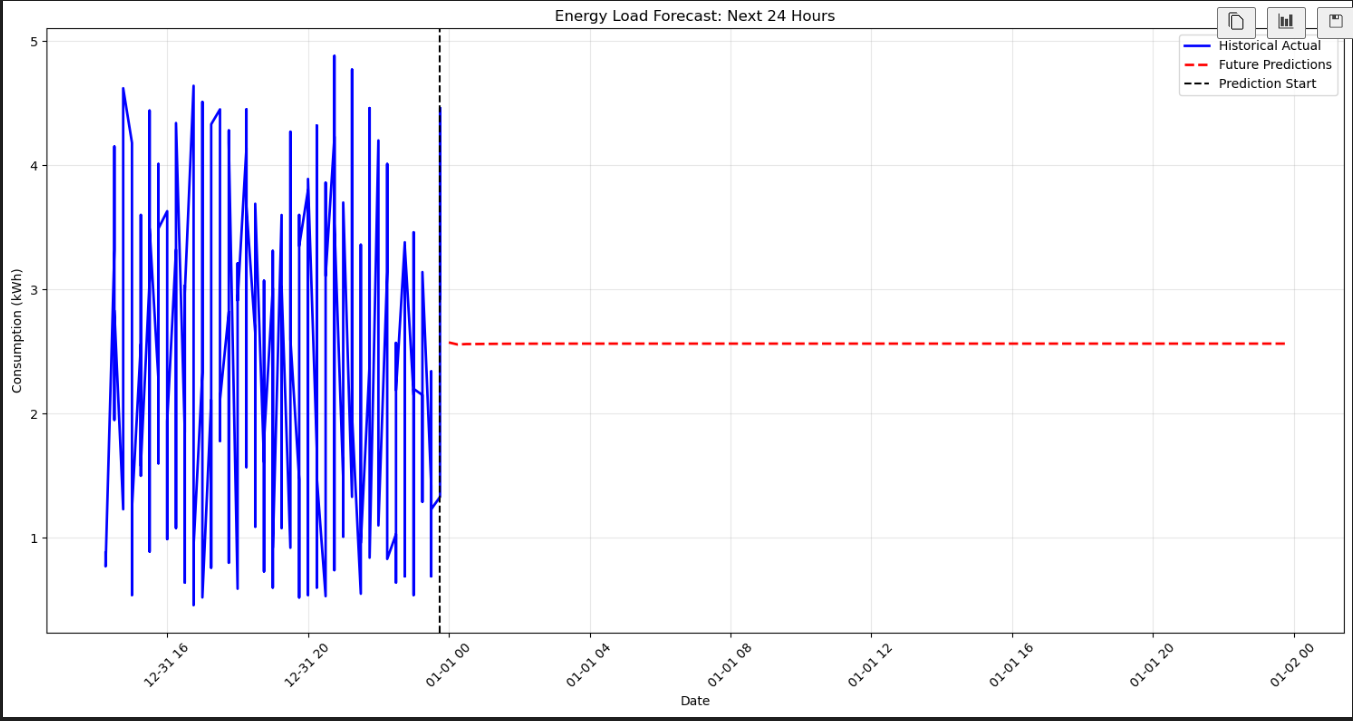 Energy Load Forecast: Next 24 Hours
Historical Actual
Future Predictions
Prediction Start
Consumption (kWh)
5
4
3
2
1
12-31 16
12-31 20
01-01 00
01-01 04
01-01 08
01-01 12
01-01 16
01-01 20
01-02 00
Date